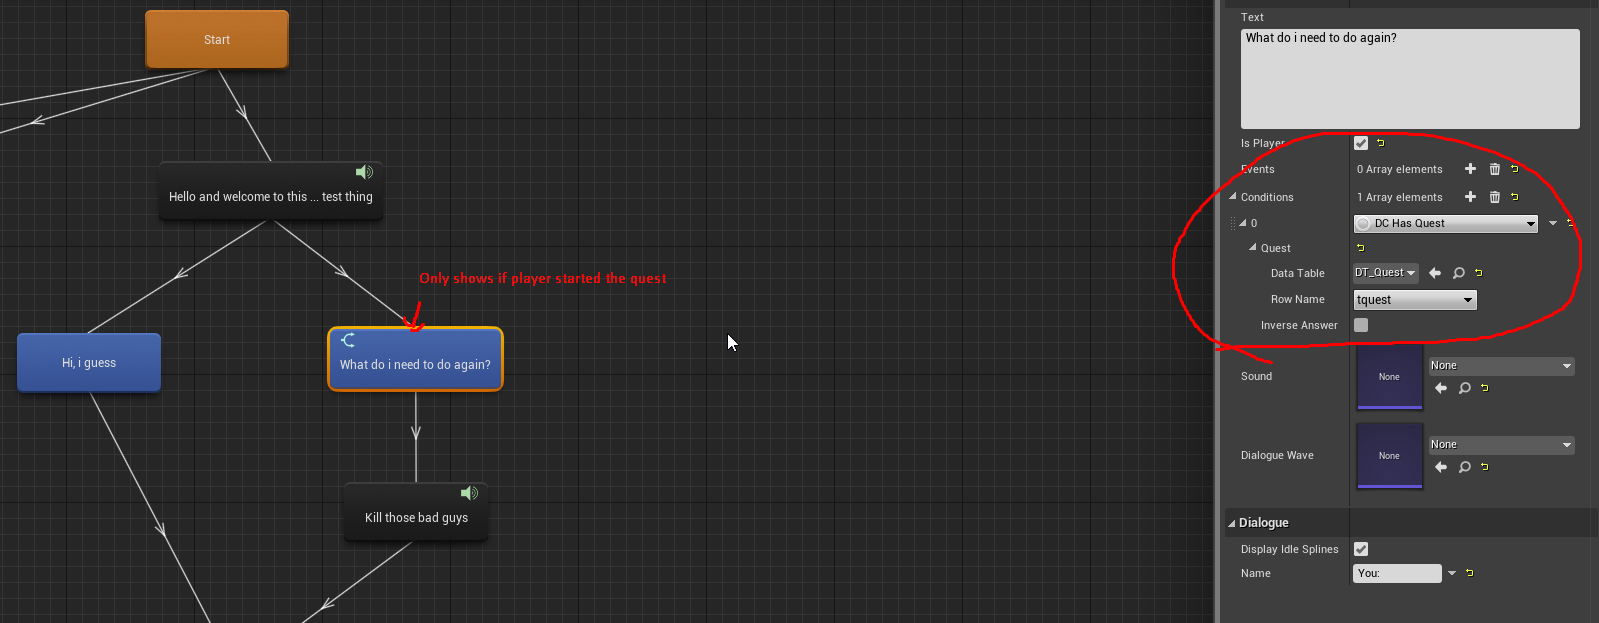 Start
Hello and welcome to this ... test thing
Only shows if player started the quest
Hi, i guess
What do i need to do again?
Kill those bad guys
Text
What do i need to do again?
Is Player
Events 0 Array elements
Conditions 1 Array elements
0 DC Has Quest
Quest
Data Table DT_Quest
Row Name tquest
Inverse Answer
Sound None None
Dialogue Wave None None
Dialogue
Display Idle Splines
Name You: